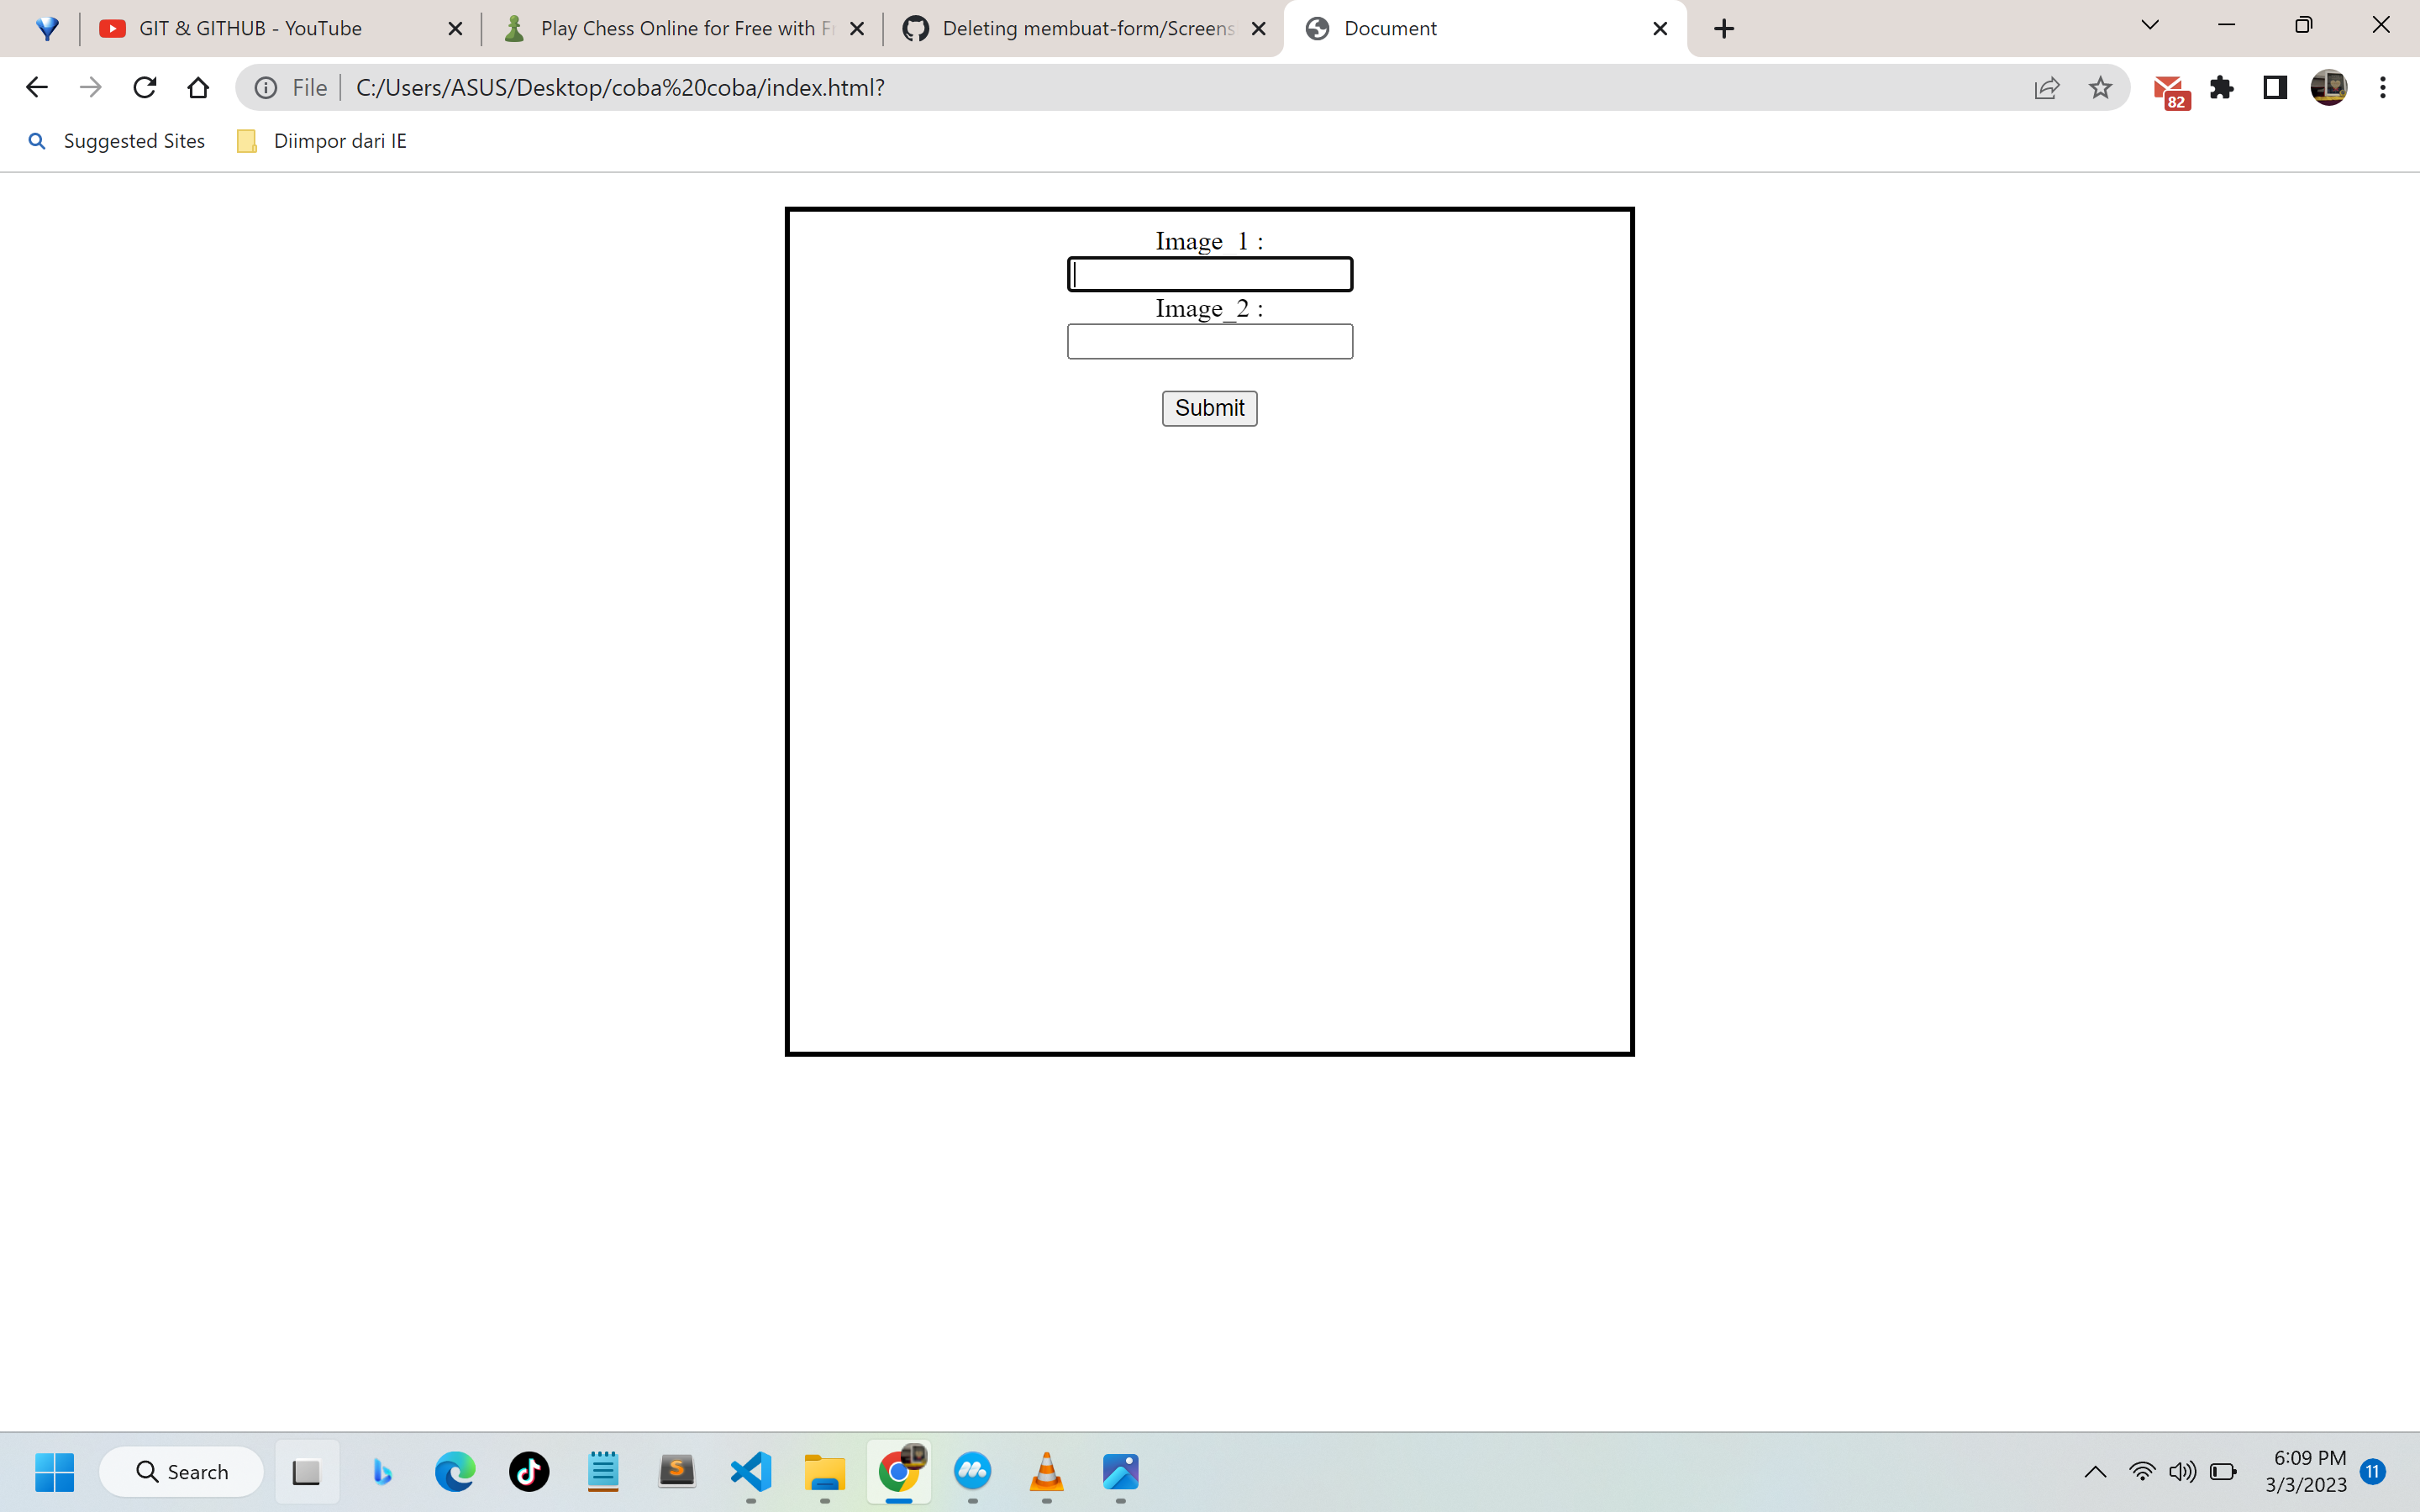 GIT & GITHUB - YouTube
Play Chess Online for Free with Fr
Deleting membuat-form/Screens
Document
File
C:/Users/ASUS/Desktop/coba%20coba/index.html?
82
Suggested Sites
Diimpor dari IE
Image_1 :
Image_2 :
Submit
Search
6:09 PM
3/3/2023
11